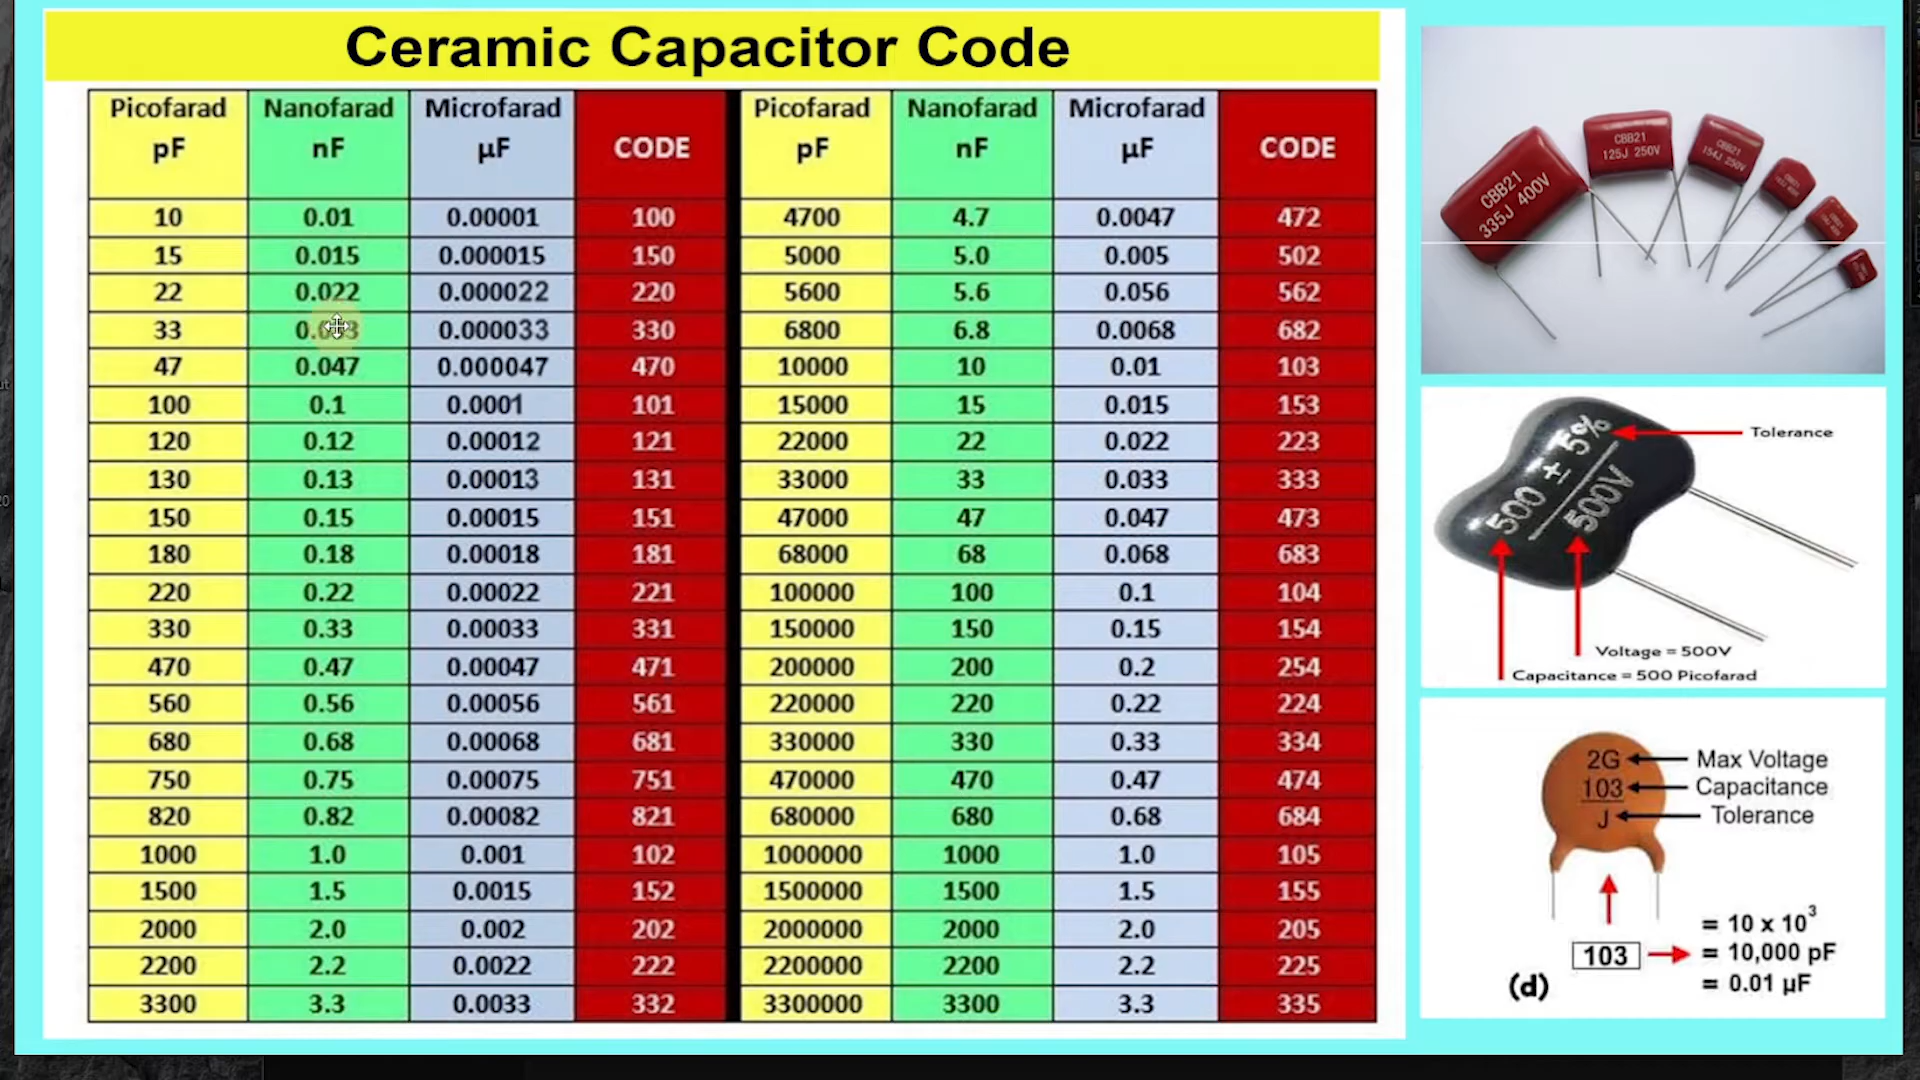 Ceramic Capacitor Code
Picofarad Nanofarad Microfarad Picofarad Nanofarad Microfarad
pF nF µF CODE pF nF µF CODE
10 0.01 0.00001 100 4700 4.7 0.0047 472
15 0.015 0.000015 150 5000 5.0 0.005 502
22 0.022 0.000022 220 5600 5.6 0.056 562
33 0.000033 330 6800 6.8 0.0068 682
47 0.047 0.000047 470 10000 10 0.01 103
100 0.1 0.0001 101 15000 15 0.015 153
120 0.12 0.00012 121 22000 22 0.022 223
130 0.13 0.00013 131 33000 33 0.033 333
150 0.15 0.00015 151 47000 47 0.047 473
180 0.18 0.00018 181 68000 68 0.068 683
220 0.22 0.00022 221 100000 100 0.1 104
330 0.33 0.00033 331 150000 150 0.15 154
470 0.47 0.00047 471 200000 200 0.2 254
560 0.56 0.00056 561 220000 220 0.22 224
680 0.68 0.00068 681 330000 330 0.33 334
750 0.75 0.00075 751 470000 470 0.47 474
820 0.82 0.00082 821 680000 680 0.68 684
1000 1.0 0.001 102 1000000 1000 1.0 105
1500 1.5 0.0015 152 1500000 1500 1.5 155
2000 2.0 0.002 202 2000000 2000 2.0 205
2200 2.2 0.0022 222 2200000 2200 2.2 225
3300 3.3 0.0033 332 3300000 3300 3.3 335
CBB21
335J 400V
CBB21
125J 250V
CBB21
154J 250V
500 ± 5%
500V
Tolerance
Voltage = 500V
Capacitance = 500 Picofarad
2G Max Voltage
103 Capacitance
J Tolerance
= 10 x 10³
103 = 10,000 pF
= 0.01 µF
(d)